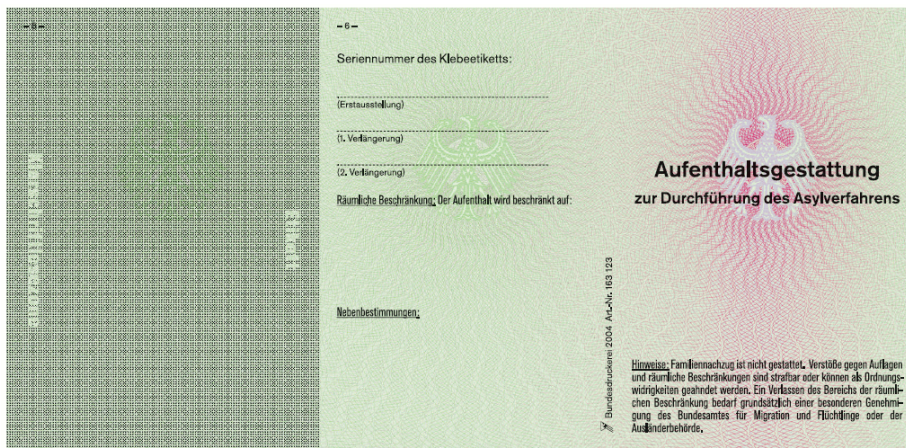 – 5 –
– 6 –
Seriennummer des Klebeetiketts:
(Erstausstellung)
(1. Verlängerung)
(2. Verlängerung)
Räumliche Beschränkung: Der Aufenthalt wird beschränkt auf:
Nebenbestimmungen:
Bundesdruckerei 2004 Art.-Nr. 163 123
Aufenthaltsgestattung
zur Durchführung des Asylverfahrens
Hinweise: Familiennachzug ist nicht gestattet. Verstöße gegen Auflagen
und räumliche Beschränkungen sind strafbar oder können als Ordnungs-
widrigkeiten geahndet werden. Ein Verlassen des Bereichs der räumli-
chen Beschränkung bedarf grundsätzlich einer besonderen Genehmi-
gung des Bundesamtes für Migration und Flüchtlinge oder der
Ausländerbehörde.